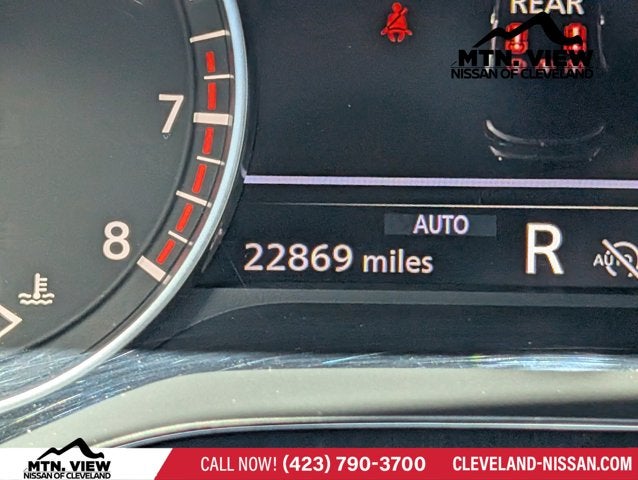 REAR
MTN. VIEW
NISSAN OF CLEVELAND
7
8
AUTO
22869 miles
R
MTN. VIEW
NISSAN OF CLEVELAND
CALL NOW! (423) 790-3700
CLEVELAND-NISSAN.COM